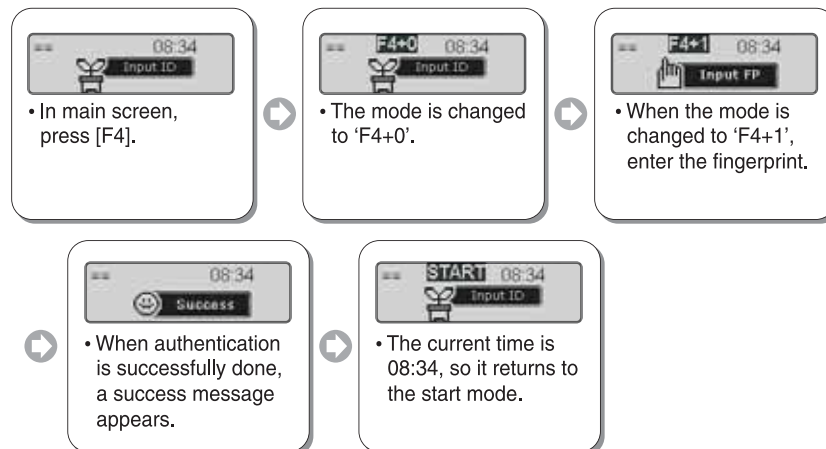 08:34
Input ID
• In main screen,
press [F4].
F4+0 08:34
Input ID
• The mode is changed
to ‘F4+0’.
F4+1 08:34
Input FP
• When the mode is
changed to ‘F4+1’,
enter the fingerprint.
08:34
Success
• When authentication
is successfully done,
a success message
appears.
START 08:34
Input ID
• The current time is
08:34, so it returns to
the start mode.